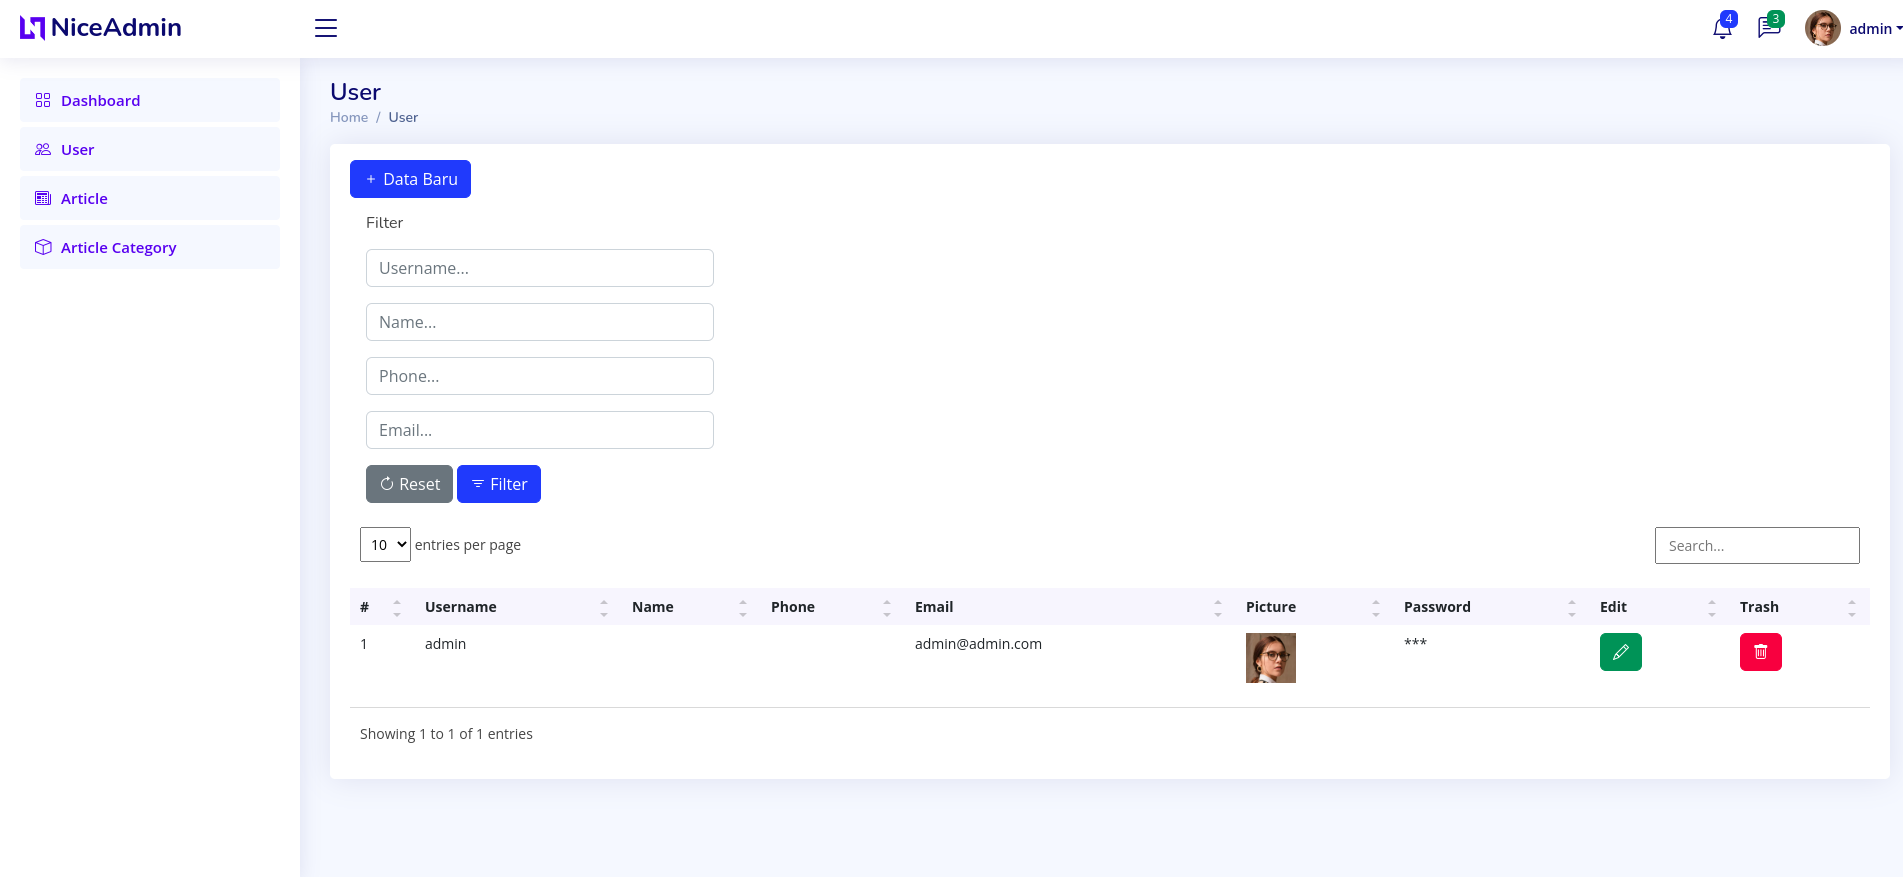 NiceAdmin
4
3
admin
Dashboard
User
Article
Article Category
User
Home / User
+ Data Baru
Filter
Username...
Name...
Phone...
Email...
Reset Filter
10 entries per page
Search...
# Username Name Phone Email Picture Password Edit Trash
1 admin admin@admin.com ***
Showing 1 to 1 of 1 entries